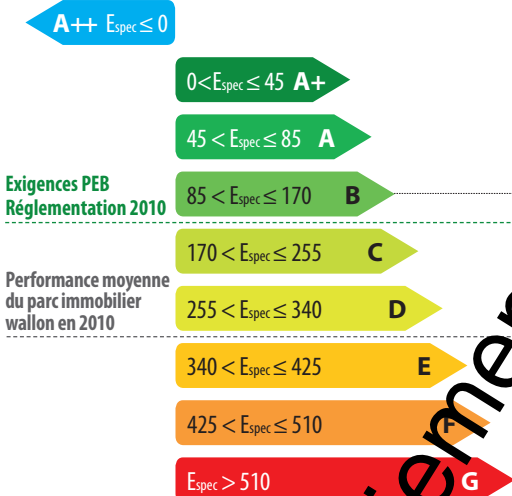 A++ Espec ≤ 0
0<Espec ≤ 45 A+
45 < Espec ≤ 85 A
Exigences PEB
Réglementation 2010
85 < Espec ≤ 170 B
170 < Espec ≤ 255 C
Performance moyenne
du parc immobilier
wallon en 2010
255 < Espec ≤ 340 D
340 < Espec ≤ 425 E
425 < Espec ≤ 510 F
Espec > 510 G